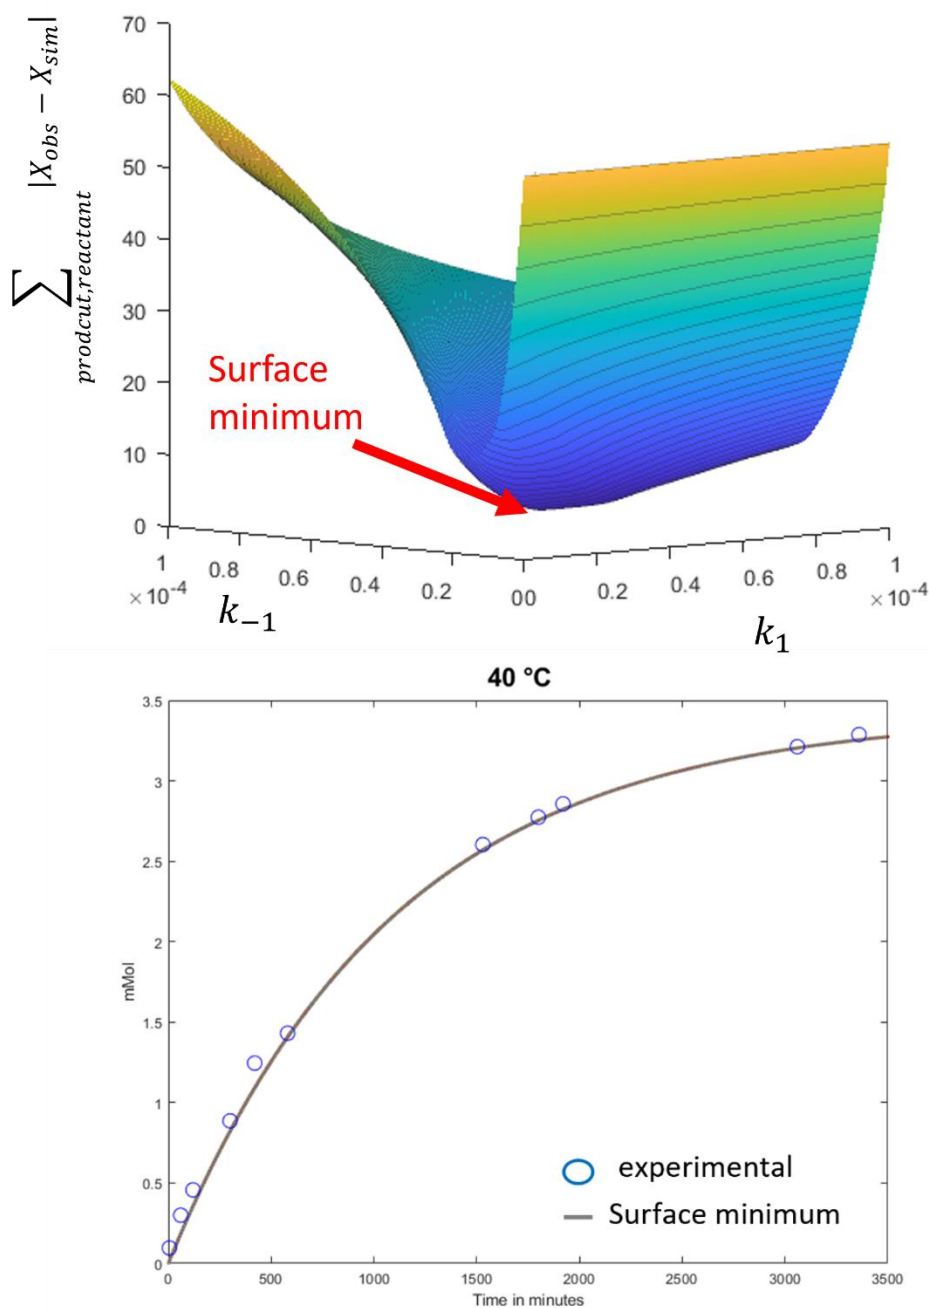 ∑ prodcut,reactant |X_obs − X_sim|
70
60
50
40
30
20
10
0
Surface
minimum
1 0.8 0.6 0.4 0.2 0
×10⁻⁴
k₋₁
0 0.2 0.4 0.6 0.8 1
×10⁻⁴
k₁
40 °C
3.5
3
2.5
2
1.5
1
0.5
0
mMol
experimental
Surface minimum
0 500 1000 1500 2000 2500 3000 3500
Time in minutes